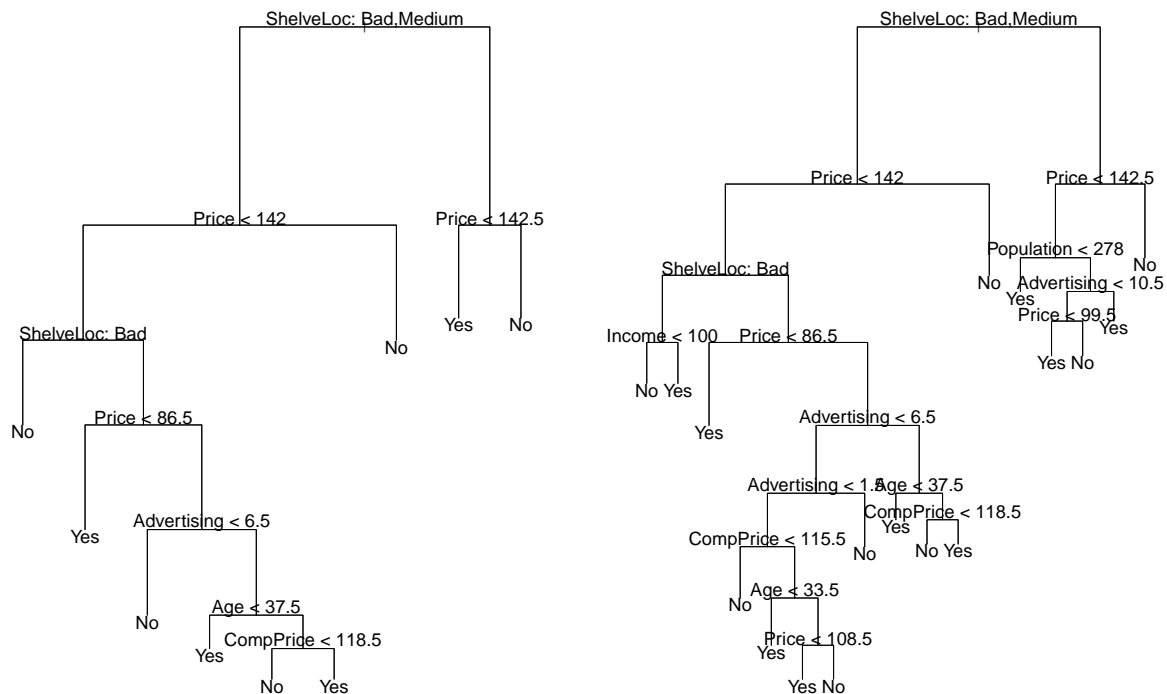 ShelveLoc: Bad,Medium
Price < 142
Price < 142.5
ShelveLoc: Bad
Yes
No
No
No
Price < 86.5
Yes
Advertising < 6.5
No
Age < 37.5
Yes
CompPrice < 118.5
No
Yes
ShelveLoc: Bad,Medium
Price < 142
Price < 142.5
Population < 278
No
ShelveLoc: Bad
No
Yes
Advertising < 10.5
Price < 99.5
Yes
Income < 100
Price < 86.5
Yes
No
No
Yes
Yes
Advertising < 6.5
Advertising < 1.5
Age < 37.5
Yes
CompPrice < 118.5
CompPrice < 115.5
No
No
Yes
Age < 33.5
No
Yes
Price < 108.5
Yes
No